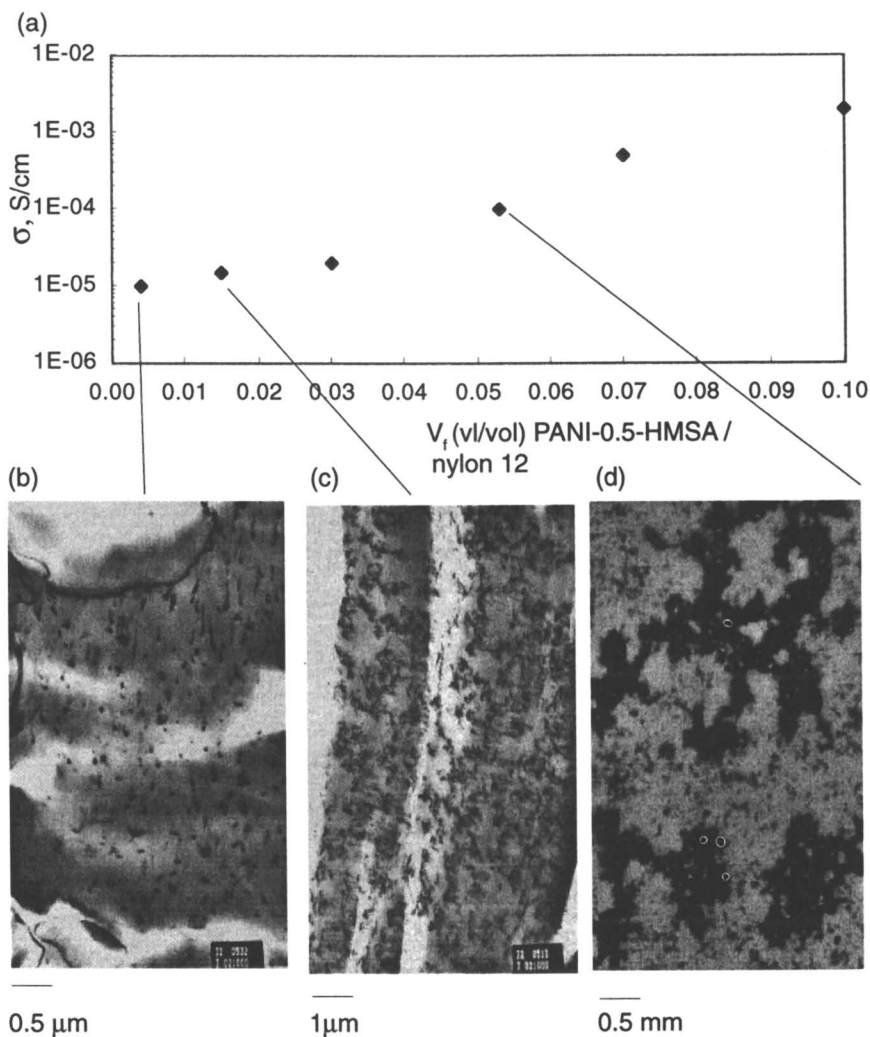 (a)
1E-02
1E-03
1E-04
1E-05
1E-06
σ, S/cm
0.00 0.01 0.02 0.03 0.04 0.05 0.06 0.07 0.08 0.09 0.10
Vf (vl/vol) PANI-0.5-HMSA /
nylon 12
(b) (c) (d)
0.5 μm 1μm 0.5 mm